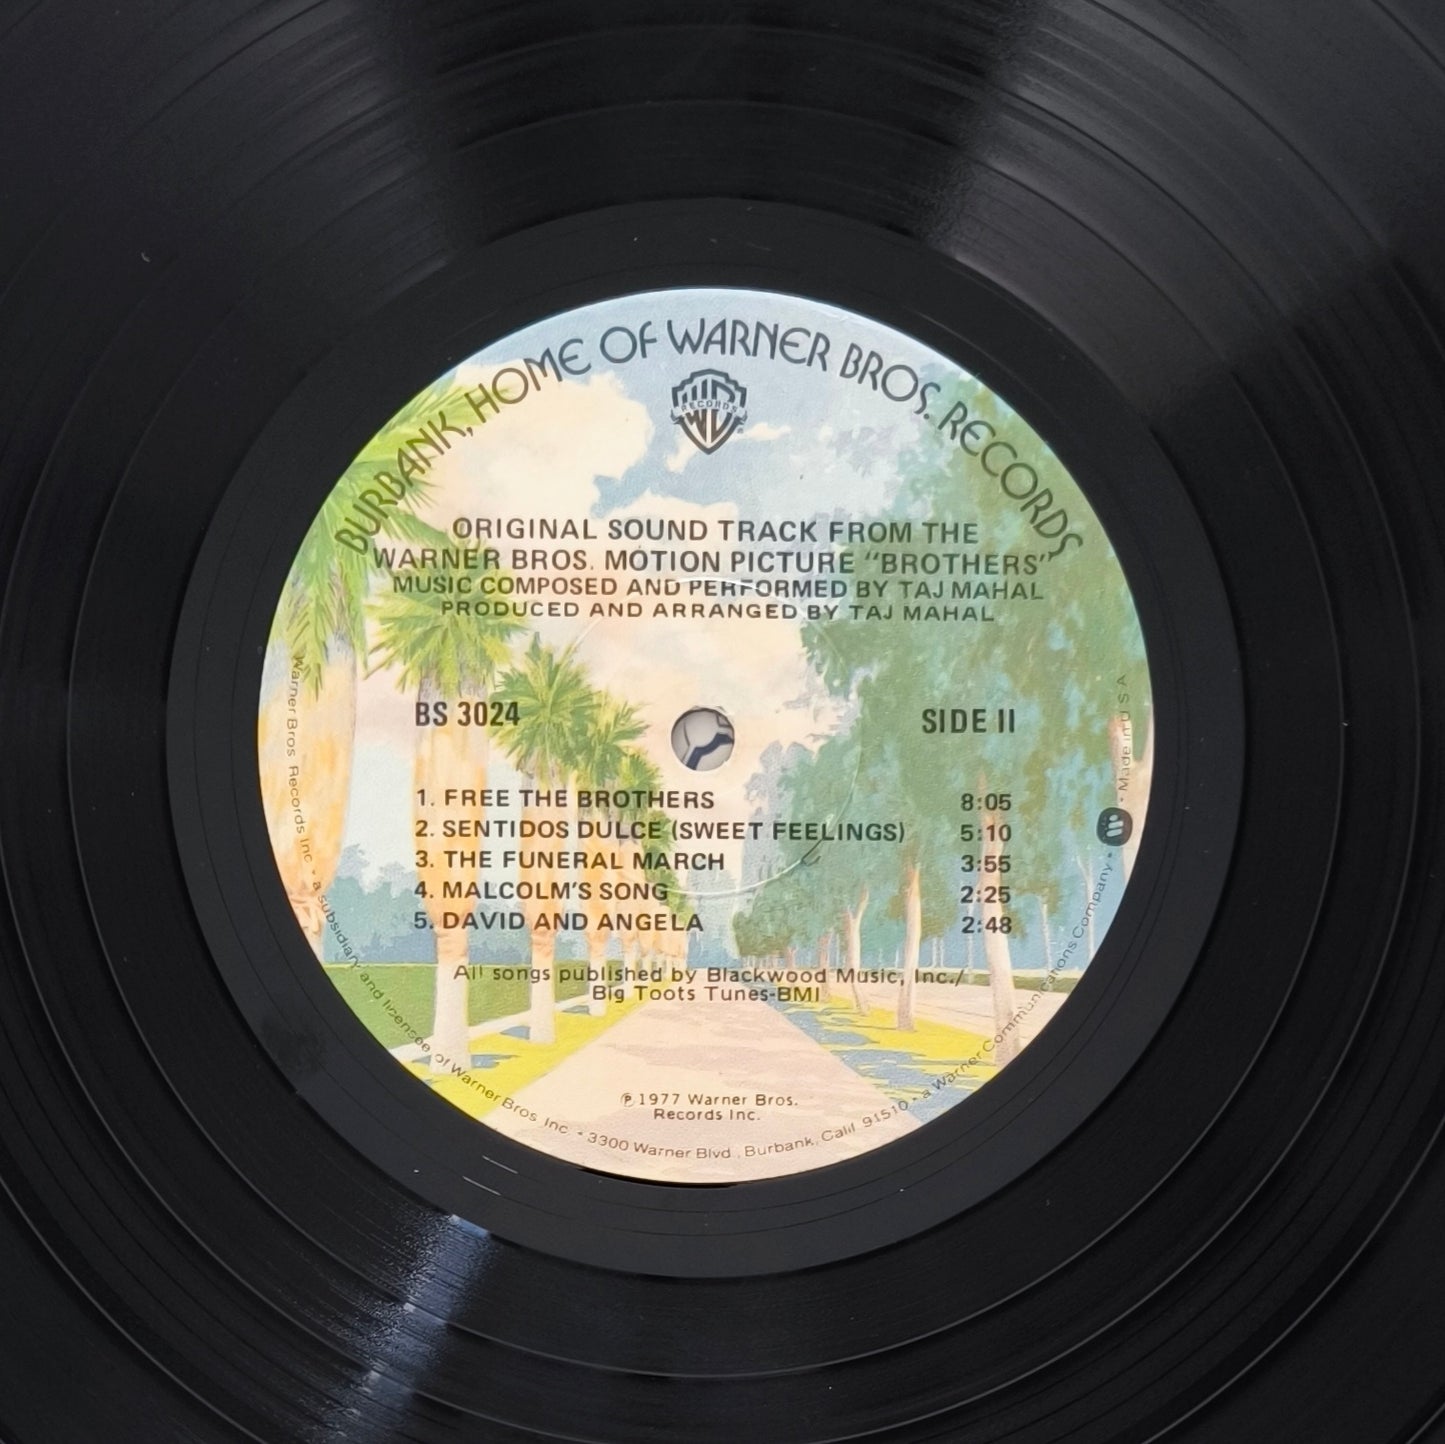 BURBANK, HOME OF WARNER BROS. RECORDS
RECORDS
ORIGINAL SOUND TRACK FROM THE
WARNER BROS. MOTION PICTURE "BROTHERS"
MUSIC COMPOSED AND PERFORMED BY TAJ MAHAL
PRODUCED AND ARRANGED BY TAJ MAHAL
BS 3024
SIDE II
1. FREE THE BROTHERS 8:05
2. SENTIDOS DULCE (SWEET FEELINGS) 5:10
3. THE FUNERAL MARCH 3:55
4. MALCOLM'S SONG 2:25
5. DAVID AND ANGELA 2:48
All songs published by Blackwood Music, Inc./
Big Toots Tunes-BMI
℗1977 Warner Bros.
Records Inc.
Warner Bros. Records Inc. • a subsidiary and licensee of Warner Bros. Inc. • 3300 Warner Blvd., Burbank, Calif. 91510 • a Warner Communications Company • Made in U.S.A.